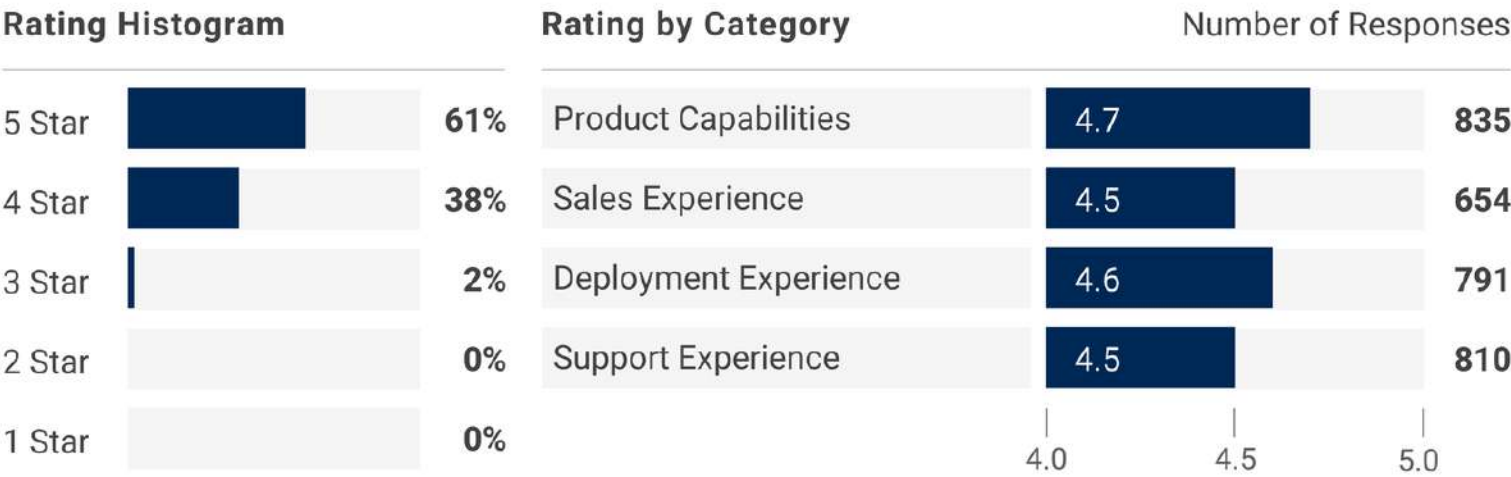 Rating Histogram
5 Star 61%
4 Star 38%
3 Star 2%
2 Star 0%
1 Star 0%
Rating by Category Number of Responses
Product Capabilities 4.7 835
Sales Experience 4.5 654
Deployment Experience 4.6 791
Support Experience 4.5 810
4.0 4.5 5.0